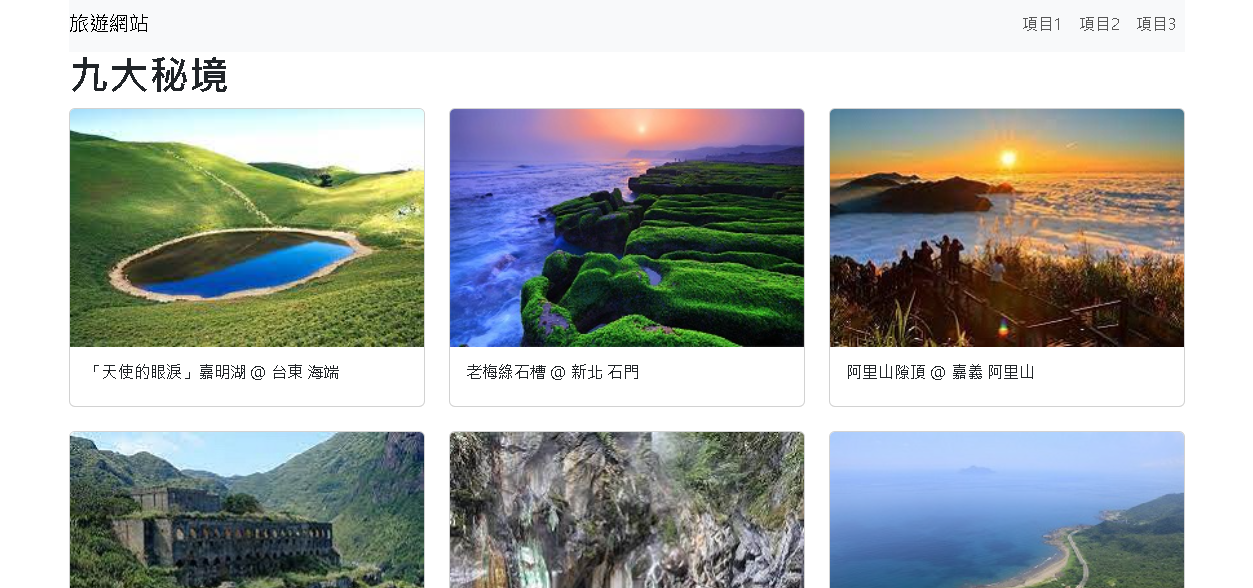 旅遊網站
項目1 項目2 項目3
九大秘境
「天使的眼淚」嘉明湖 @ 台東 海端
老梅綠石槽 @ 新北 石門
阿里山隙頂 @ 嘉義 阿里山